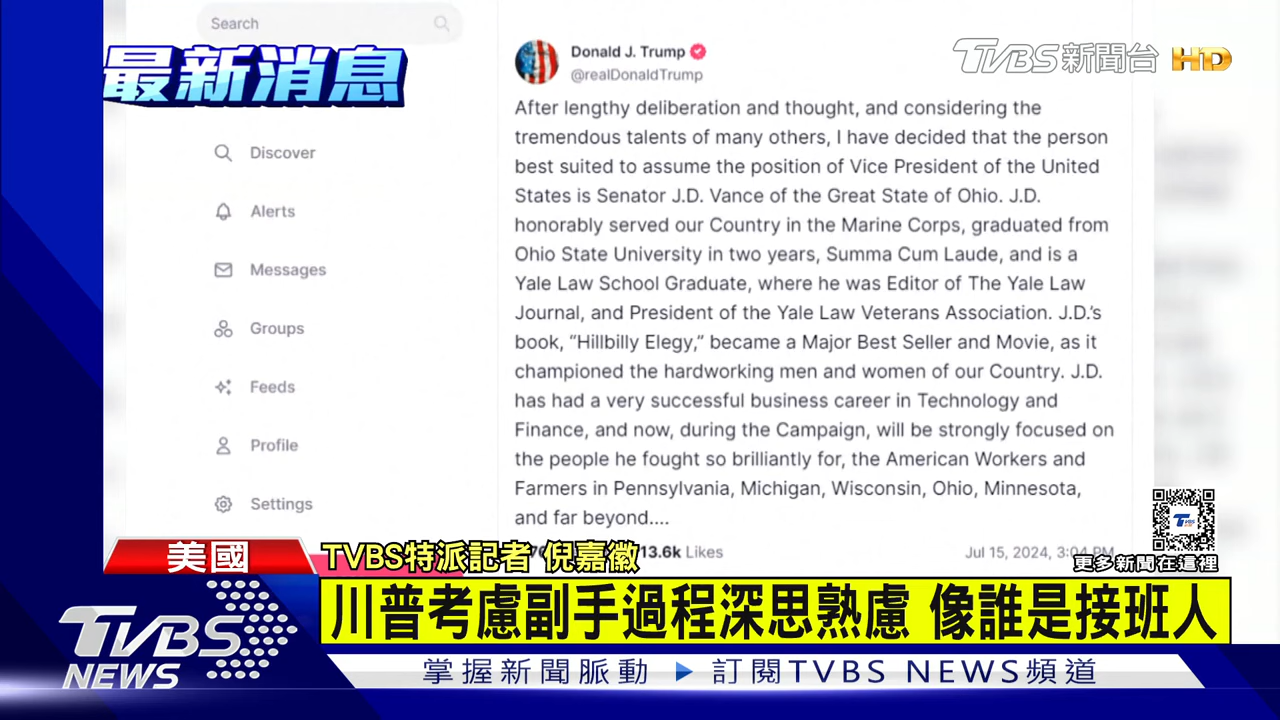 Search
最新消息
TVBS新聞台 HD
Donald J. Trump
@realDonaldTrump
After lengthy deliberation and thought, and considering the
tremendous talents of many others, I have decided that the person
best suited to assume the position of Vice President of the United
States is Senator J.D. Vance of the Great State of Ohio. J.D.
honorably served our Country in the Marine Corps, graduated from
Ohio State University in two years, Summa Cum Laude, and is a
Yale Law School Graduate, where he was Editor of The Yale Law
Journal, and President of the Yale Law Veterans Association. J.D.’s
book, “Hillbilly Elegy,” became a Major Best Seller and Movie, as it
championed the hardworking men and women of our Country. J.D.
has had a very successful business career in Technology and
Finance, and now, during the Campaign, will be strongly focused on
the people he fought so brilliantly for, the American Workers and
Farmers in Pennsylvania, Michigan, Wisconsin, Ohio, Minnesota,
and far beyond....
13.6k Likes
Jul 15, 2024, 3:04 PM
Discover
Alerts
Messages
Groups
Feeds
Profile
Settings
更多新聞在這裡
美國
TVBS特派記者 倪嘉徽
川普考慮副手過程深思熟慮 像誰是接班人
TVBS NEWS
掌握新聞脈動 ▶ 訂閱TVBS NEWS頻道